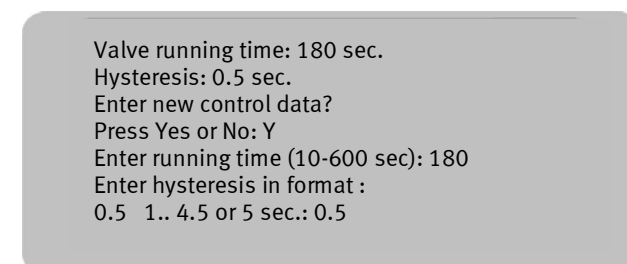 Valve running time: 180 sec.
Hysteresis: 0.5 sec.
Enter new control data?
Press Yes or No: Y
Enter running time (10-600 sec): 180
Enter hysteresis in format :
0.5   1.. 4.5 or 5 sec.: 0.5